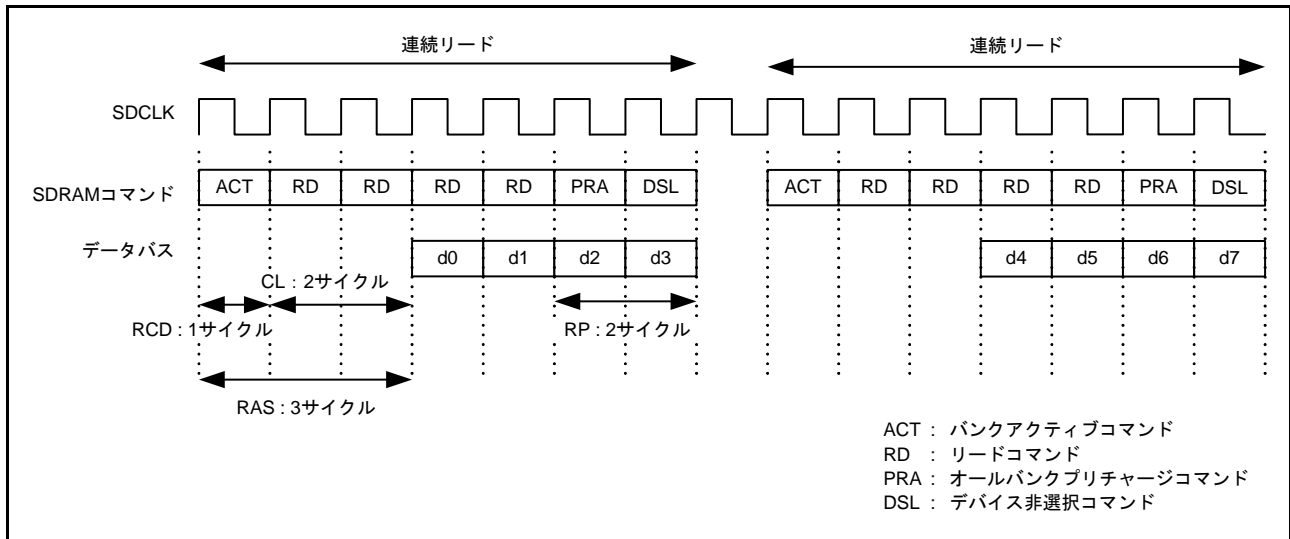 連続リード 連続リード
SDCLK
SDRAMコマンド ACT RD RD RD RD PRA DSL ACT RD RD RD RD PRA DSL
データバス d0 d1 d2 d3 d4 d5 d6 d7
CL : 2サイクル
RCD : 1サイクル RP : 2サイクル
RAS : 3サイクル
ACT : バンクアクティブコマンド
RD : リードコマンド
PRA : オールバンクプリチャージコマンド
DSL : デバイス非選択コマンド